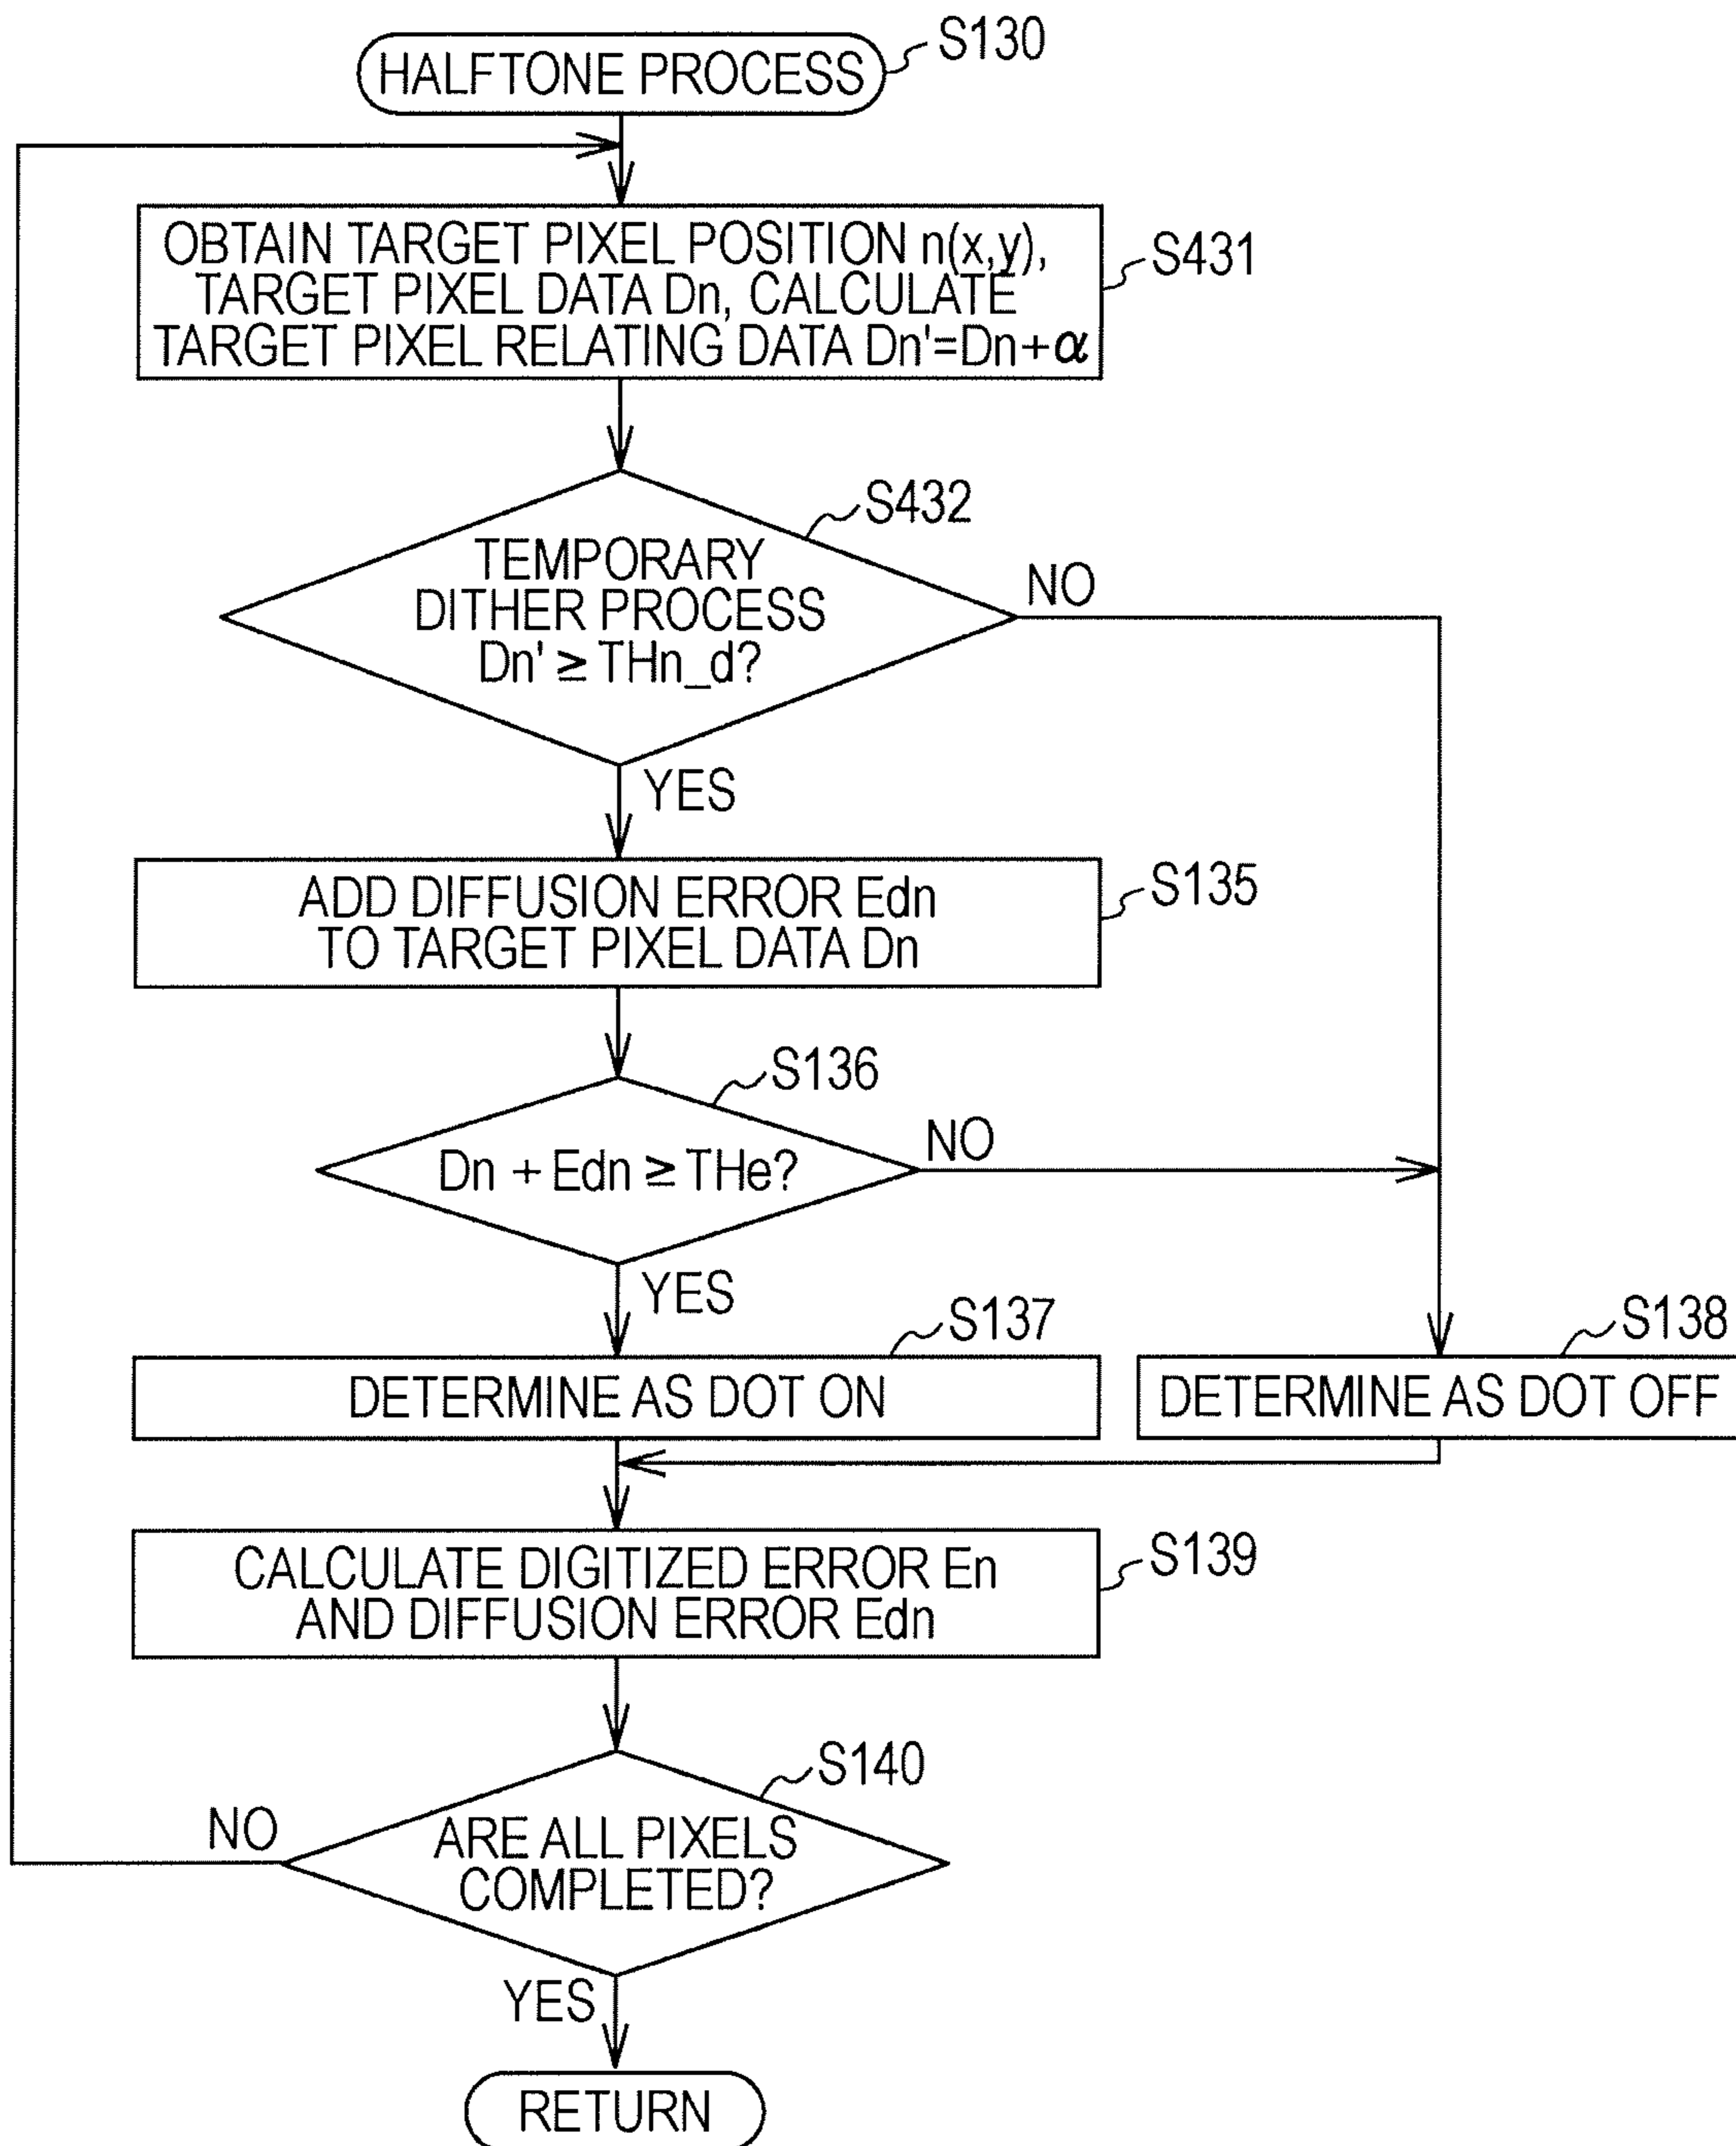 HALFTONE PROCESS
S130
OBTAIN TARGET PIXEL POSITION n(x,y),
TARGET PIXEL DATA Dn, CALCULATE
TARGET PIXEL RELATING DATA Dn'=Dn+α
S431
S432
TEMPORARY
DITHER PROCESS
Dn' ≥ THn_d?
NO
YES
ADD DIFFUSION ERROR Edn
TO TARGET PIXEL DATA Dn
S135
S136
Dn + Edn ≥ THe?
NO
YES
S137
DETERMINE AS DOT ON
S138
DETERMINE AS DOT OFF
CALCULATE DIGITIZED ERROR En
AND DIFFUSION ERROR Edn
S139
S140
ARE ALL PIXELS
COMPLETED?
NO
YES
RETURN